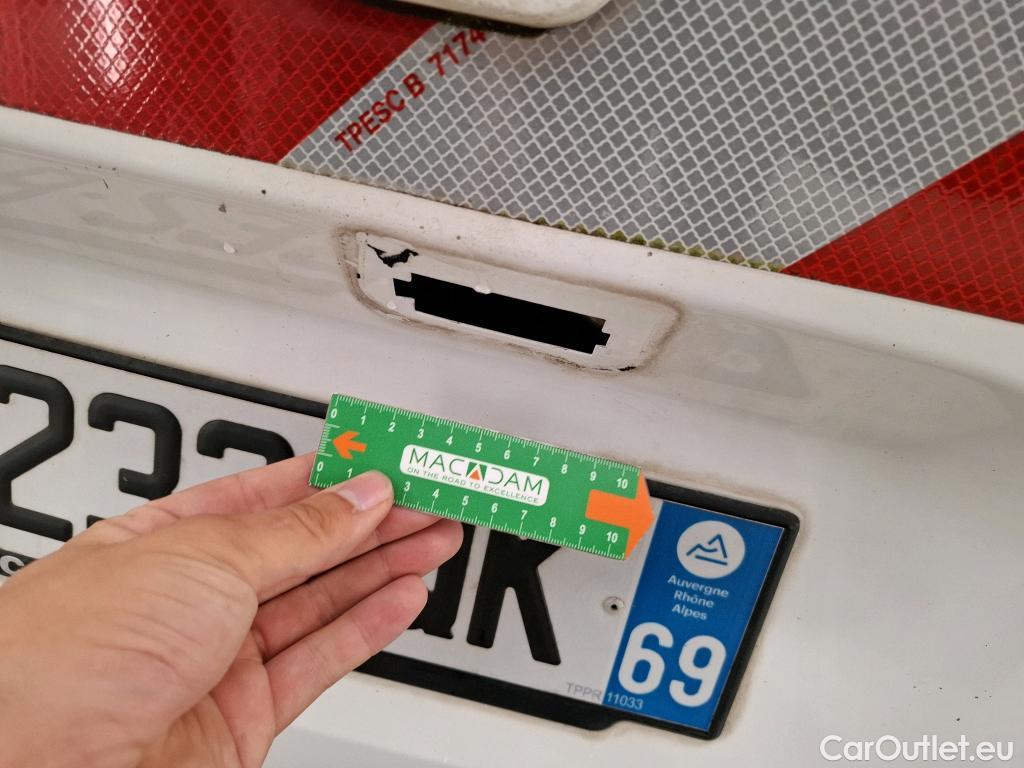 TPESC B 7174
233
QK
0 1 2 3 4 5 6 7 8 9 10
MACADAM
ON THE ROAD TO EXCELLENCE
0 1 3 4 5 6 7 8 9 10
Auvergne
Rhône
Alpes
69
TPPR 11033
CarOutlet.eu